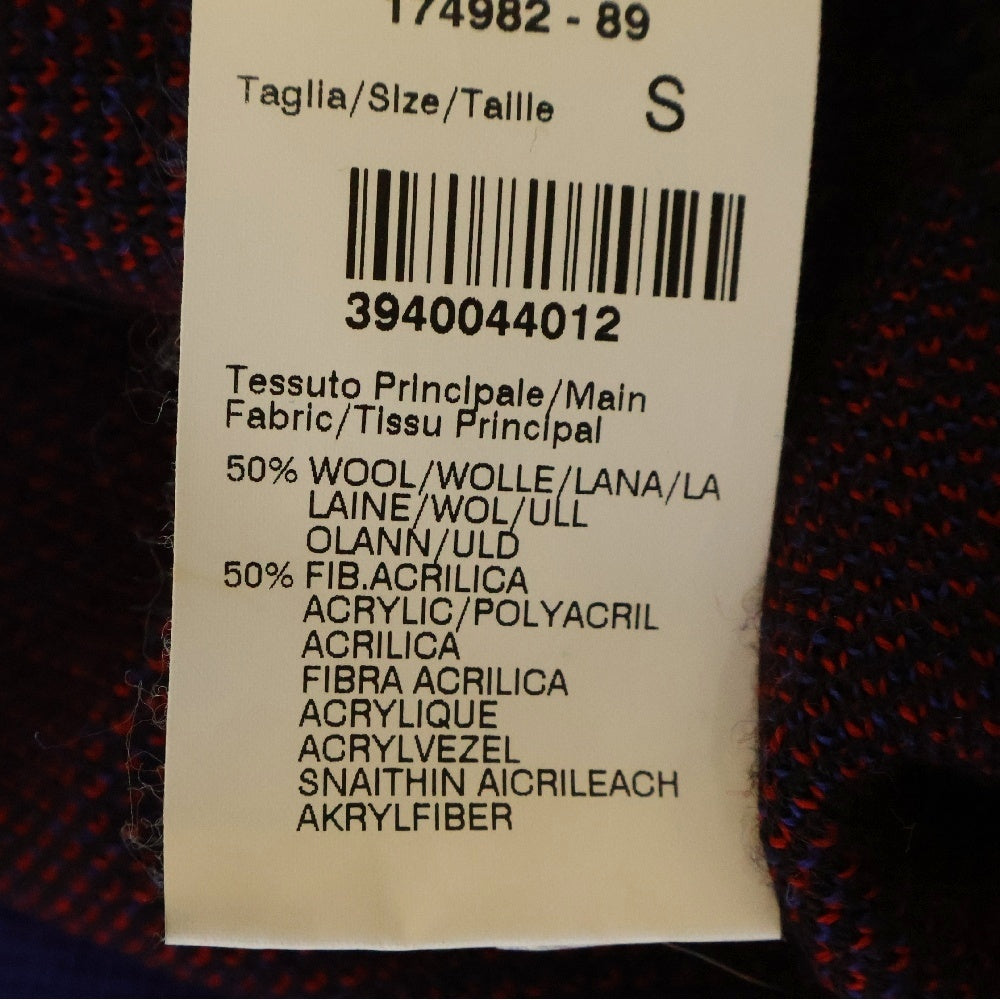 174982 - 89
Taglia/Size/Taille S
3940044012
Tessuto Principale/Main
Fabric/Tissu Principal
50% WOOL/WOLLE/LANA/LA
LAINE/WOL/ULL
OLANN/ULD
50% FIB.ACRILICA
ACRYLIC/POLYACRIL
ACRILICA
FIBRA ACRILICA
ACRYLIQUE
ACRYLVEZEL
SNAITHIN AICRILEACH
AKRYLFIBER